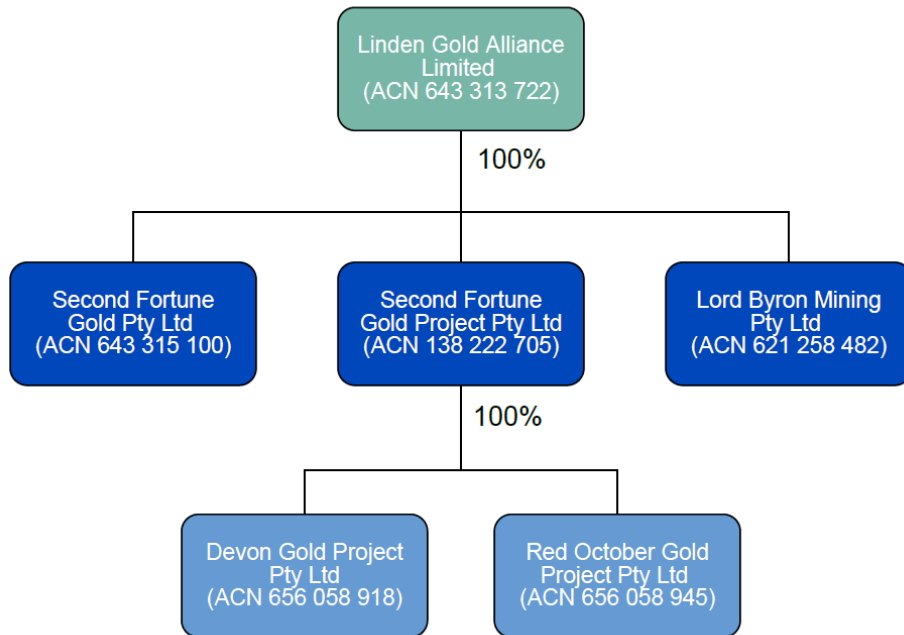 Linden Gold Alliance
Limited
(ACN 643 313 722)
100%
Second Fortune
Gold Pty Ltd
(ACN 643 315 100)
Second Fortune
Gold Project Pty Ltd
(ACN 138 222 705)
Lord Byron Mining
Pty Ltd
(ACN 621 258 482)
100%
Devon Gold Project
Pty Ltd
(ACN 656 058 918)
Red October Gold
Project Pty Ltd
(ACN 656 058 945)